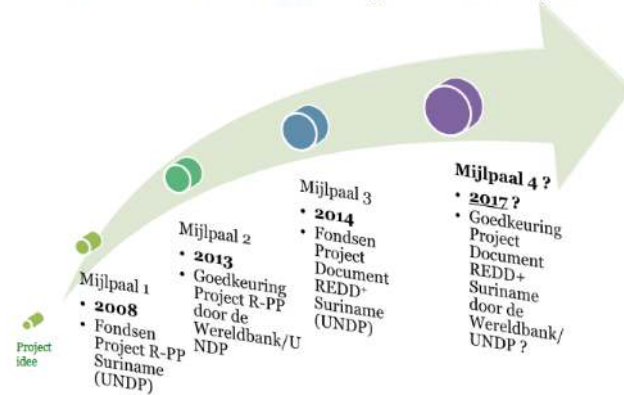 Project
idee
Mijlpaal 1
• 2008
• Fondsen
Project R-PP
Suriname
(UNDP)
Mijlpaal 2
• 2013
• Goedkeuring
Project R-PP
door de
Wereldbank/U
NDP
Mijlpaal 3
• 2014
• Fondsen
Project
Document
REDD+
Suriname
(UNDP)
Mijlpaal 4 ?
• 2017 ?
• Goedkeuring
Project
Document
REDD+
Suriname
door de
Wereldbank/
UNDP ?